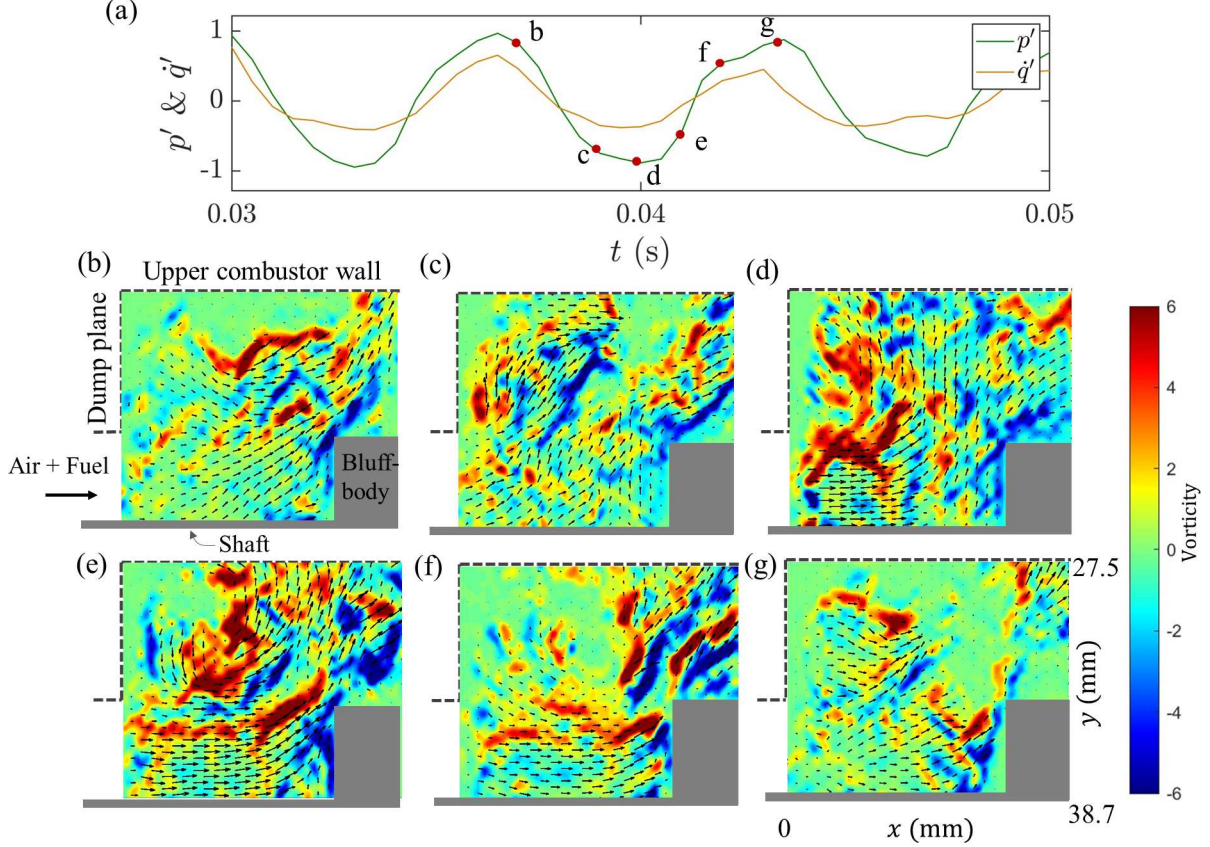 (a)
1
0
-1
p′ & q̇′
b
c
d
e
f
g
p′
q̇′
0.03
0.04
0.05
t (s)
(b)
Upper combustor wall
(c)
(d)
Dump plane
Air + Fuel
Bluff-
body
Shaft
6
4
2
0
-2
-4
-6
Vorticity
(e)
(f)
(g)
27.5
y (mm)
38.7
0
x (mm)